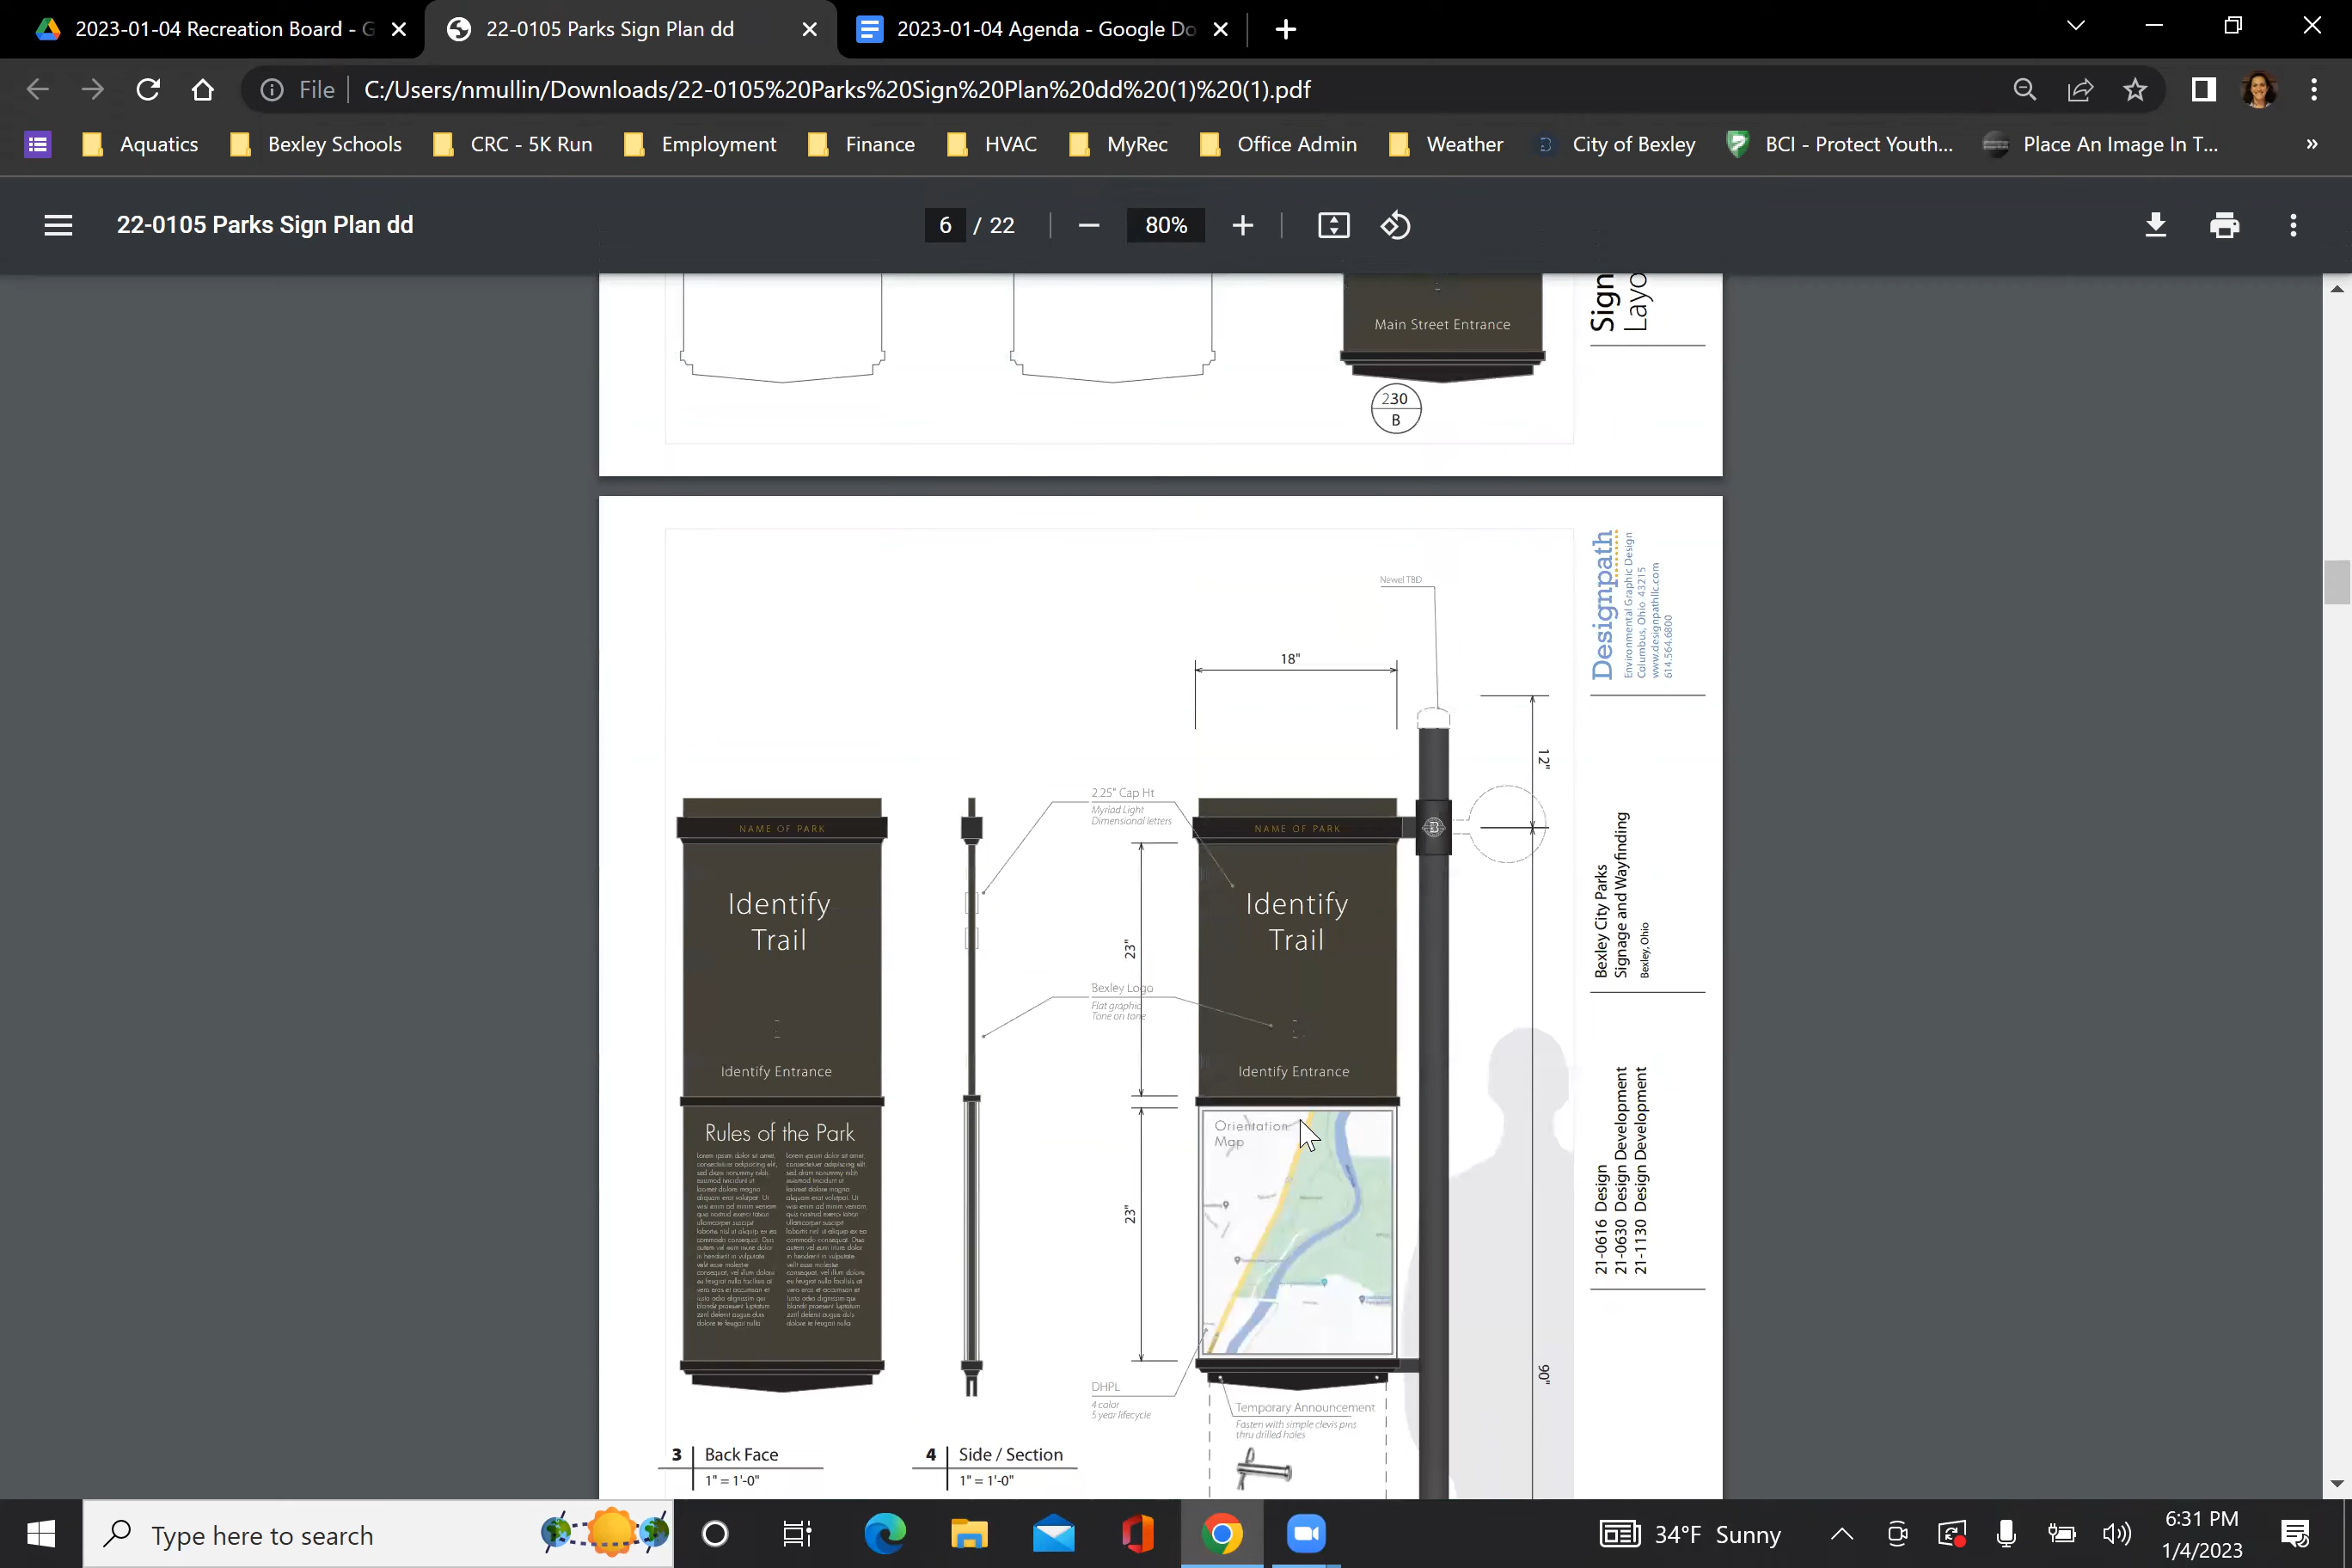 2023-01-04 Recreation Board - G
22-0105 Parks Sign Plan dd
2023-01-04 Agenda - Google Do
File
C:/Users/nmullin/Downloads/22-0105%20Parks%20Sign%20Plan%20dd%20(1)%20(1).pdf
Aquatics
Bexley Schools
CRC - 5K Run
Employment
Finance
HVAC
MyRec
Office Admin
Weather
City of Bexley
BCI - Protect Youth...
Place An Image In T...
22-0105 Parks Sign Plan dd
6 / 22
80%
Main Street Entrance
230
B
Sign
Layo
Newel TBD
18"
12"
2.25" Cap Ht
Myriad Light
Dimensional letters
NAME OF PARK
Identify
Trail
Identify Entrance
Rules of the Park
NAME OF PARK
Identify
Trail
Identify Entrance
23"
Bexley Logo
Flat graphic
Tone on tone
Orientation
Map
23"
90"
DHPL
4 color
5 year lifecycle
Temporary Announcement
Fasten with simple clevis pins
thru drilled holes
3 Back Face
1" = 1'-0"
4 Side / Section
1" = 1'-0"
Designpath
Environmental Graphic Design
Columbus, Ohio 43215
www.designpathllc.com
614.564.6800
Bexley City Parks
Signage and Wayfinding
Bexley, Ohio
21-0616 Design
21-0630 Design Development
21-1130 Design Development
Type here to search
34°F Sunny
6:31 PM
1/4/2023